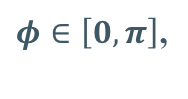 ϕ ∈ [0, π],